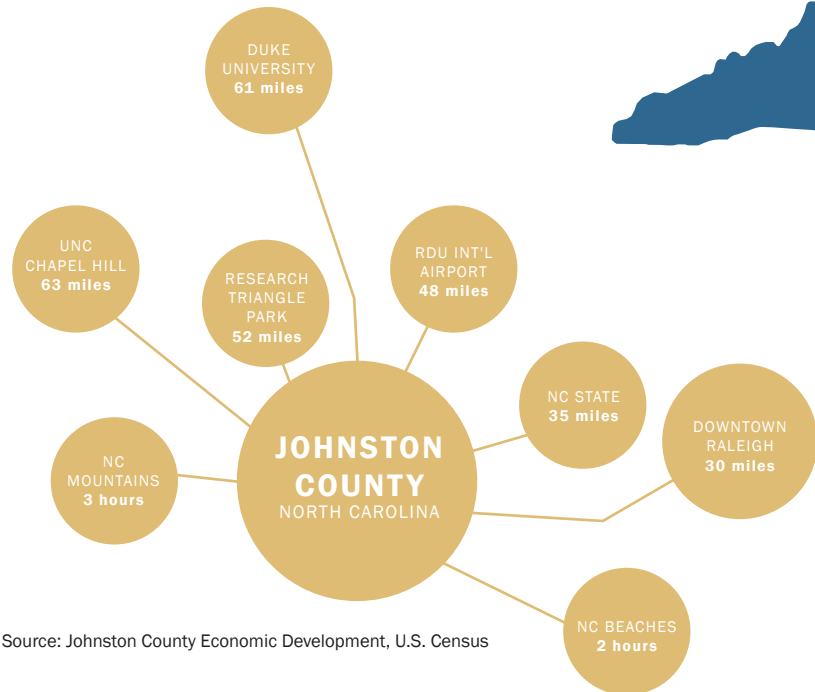 DUKE
UNIVERSITY
61 miles
UNC
CHAPEL HILL
63 miles
RESEARCH
TRIANGLE
PARK
52 miles
RDU INT'L
AIRPORT
48 miles
NC STATE
35 miles
DOWNTOWN
RALEIGH
30 miles
JOHNSTON
COUNTY
NORTH CAROLINA
NC
MOUNTAINS
3 hours
NC BEACHES
2 hours
Source: Johnston County Economic Development, U.S. Census